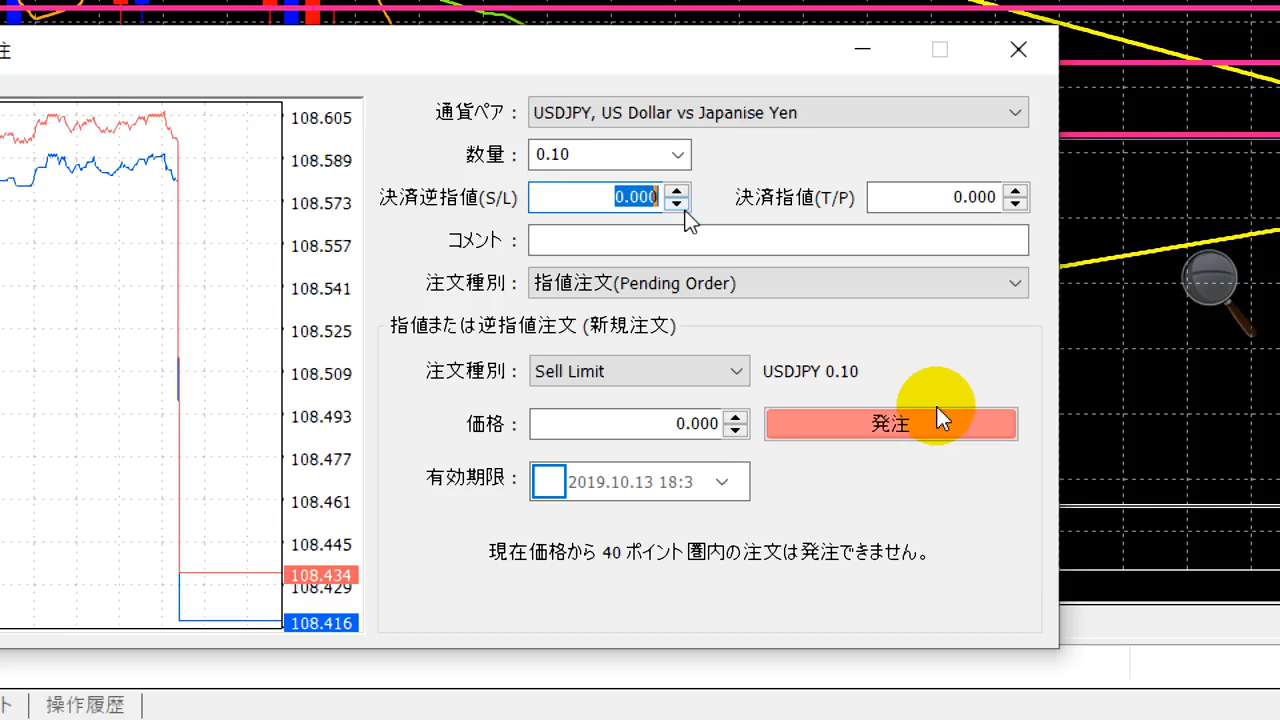 注
108.605
108.589
108.573
108.557
108.541
108.525
108.509
108.493
108.477
108.461
108.445
108.434
108.429
108.416
通貨ペア : USDJPY, US Dollar vs Japanise Yen
数量 : 0.10
決済逆指値(S/L) 0.000 決済指値(T/P) 0.000
コメント :
注文種別 : 指値注文(Pending Order)
指値または逆指値注文 (新規注文)
注文種別 : Sell Limit USDJPY 0.10
価格 : 0.000 発注
有効期限 : 2019.10.13 18:3
現在価格から 40 ポイント圏内の注文は発注できません。
ト 操作履歴